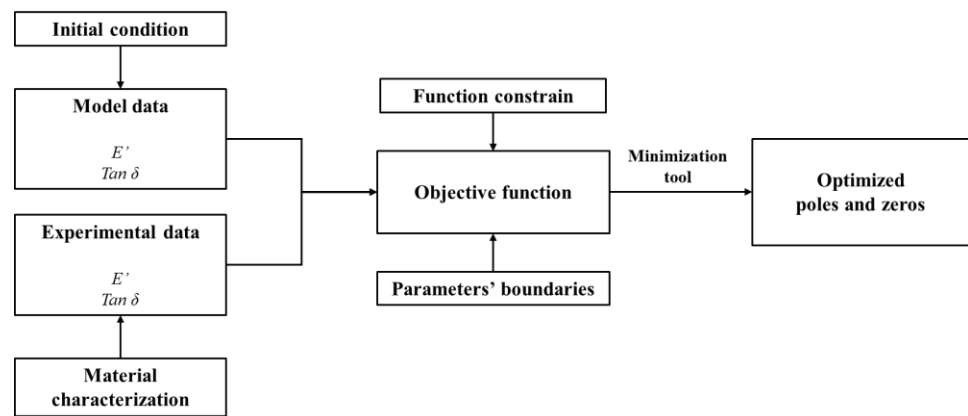 Initial condition
Model data
E’
Tan δ
Experimental data
E’
Tan δ
Material
characterization
Function constrain
Objective function
Parameters’ boundaries
Minimization
tool
Optimized
poles and zeros